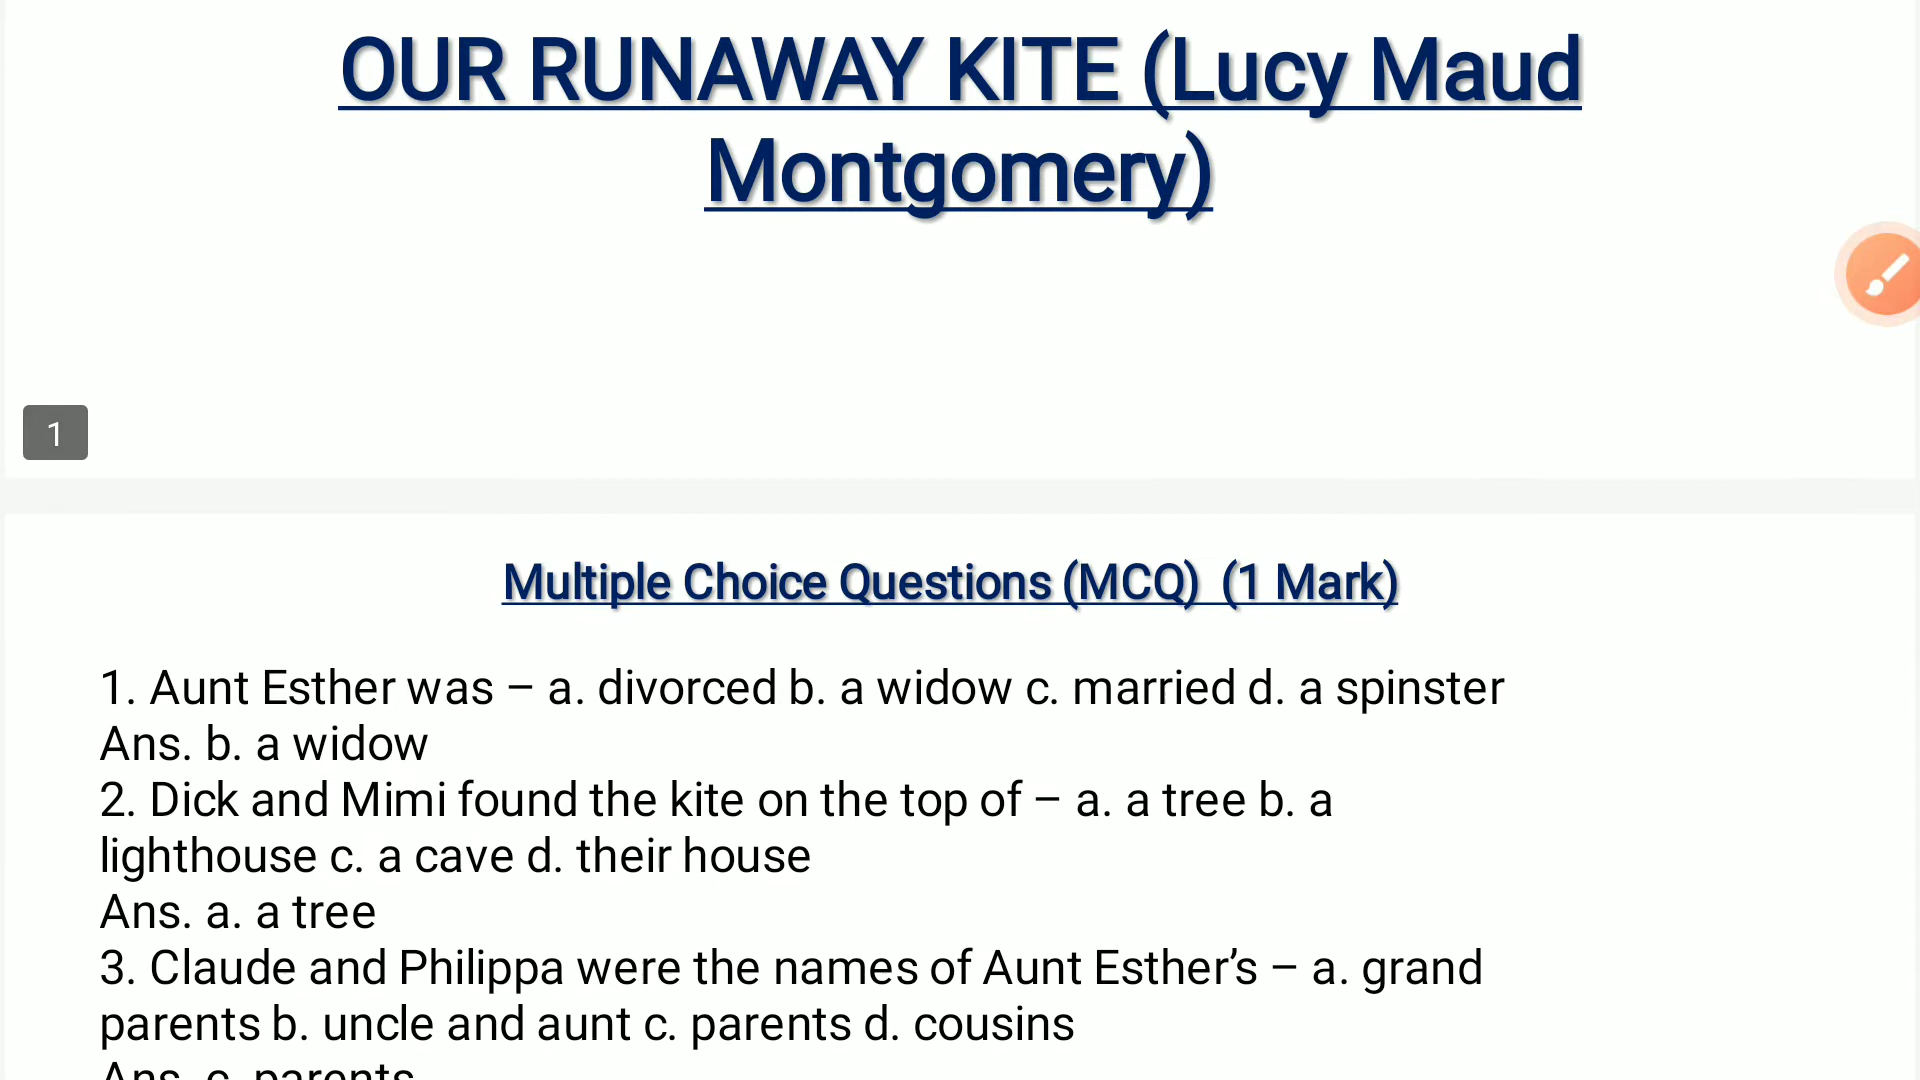 OUR RUNAWAY KITE (Lucy Maud
Montgomery)
1
Multiple Choice Questions (MCQ) (1 Mark)
1. Aunt Esther was – a. divorced b. a widow c. married d. a spinster
Ans. b. a widow
2. Dick and Mimi found the kite on the top of – a. a tree b. a
lighthouse c. a cave d. their house
Ans. a. a tree
3. Claude and Philippa were the names of Aunt Esther’s – a. grand
parents b. uncle and aunt c. parents d. cousins
Ans. c. parents